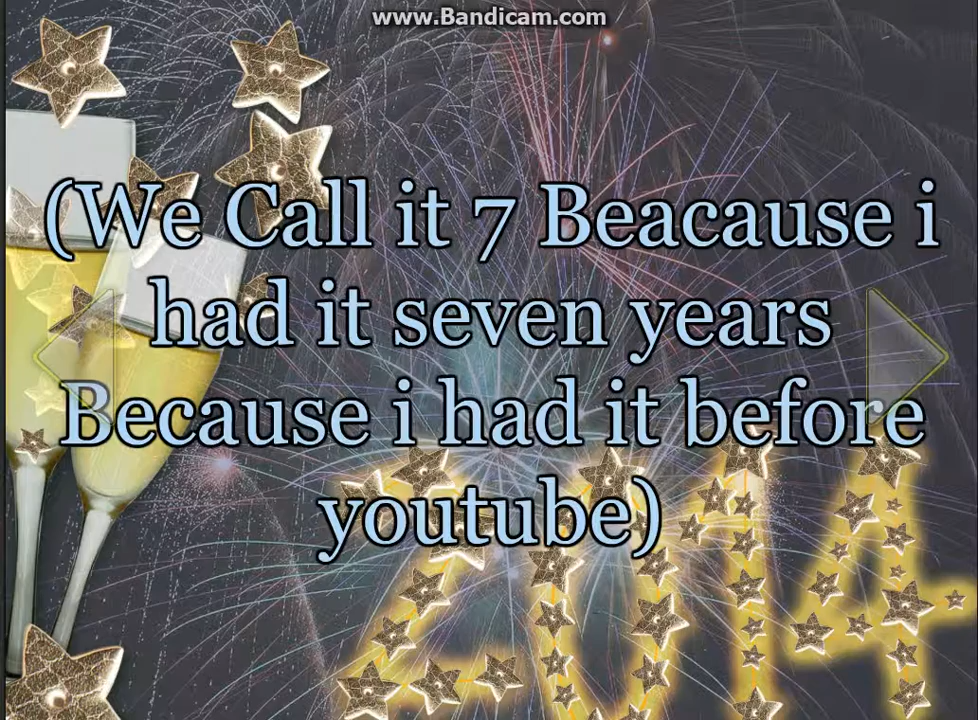 www.Bandicam.com
(We Call it 7 Beacause i
had it seven years
Because i had it before
youtube)
2014